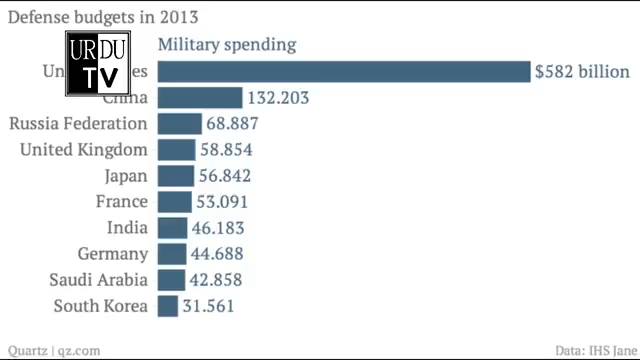 Defense budgets in 2013
URDU
TV
Military spending
$582 billion
China 132.203
Russia Federation 68.887
United Kingdom 58.854
Japan 56.842
France 53.091
India 46.183
Germany 44.688
Saudi Arabia 42.858
South Korea 31.561
Quartz | qz.com Data: IHS Jane